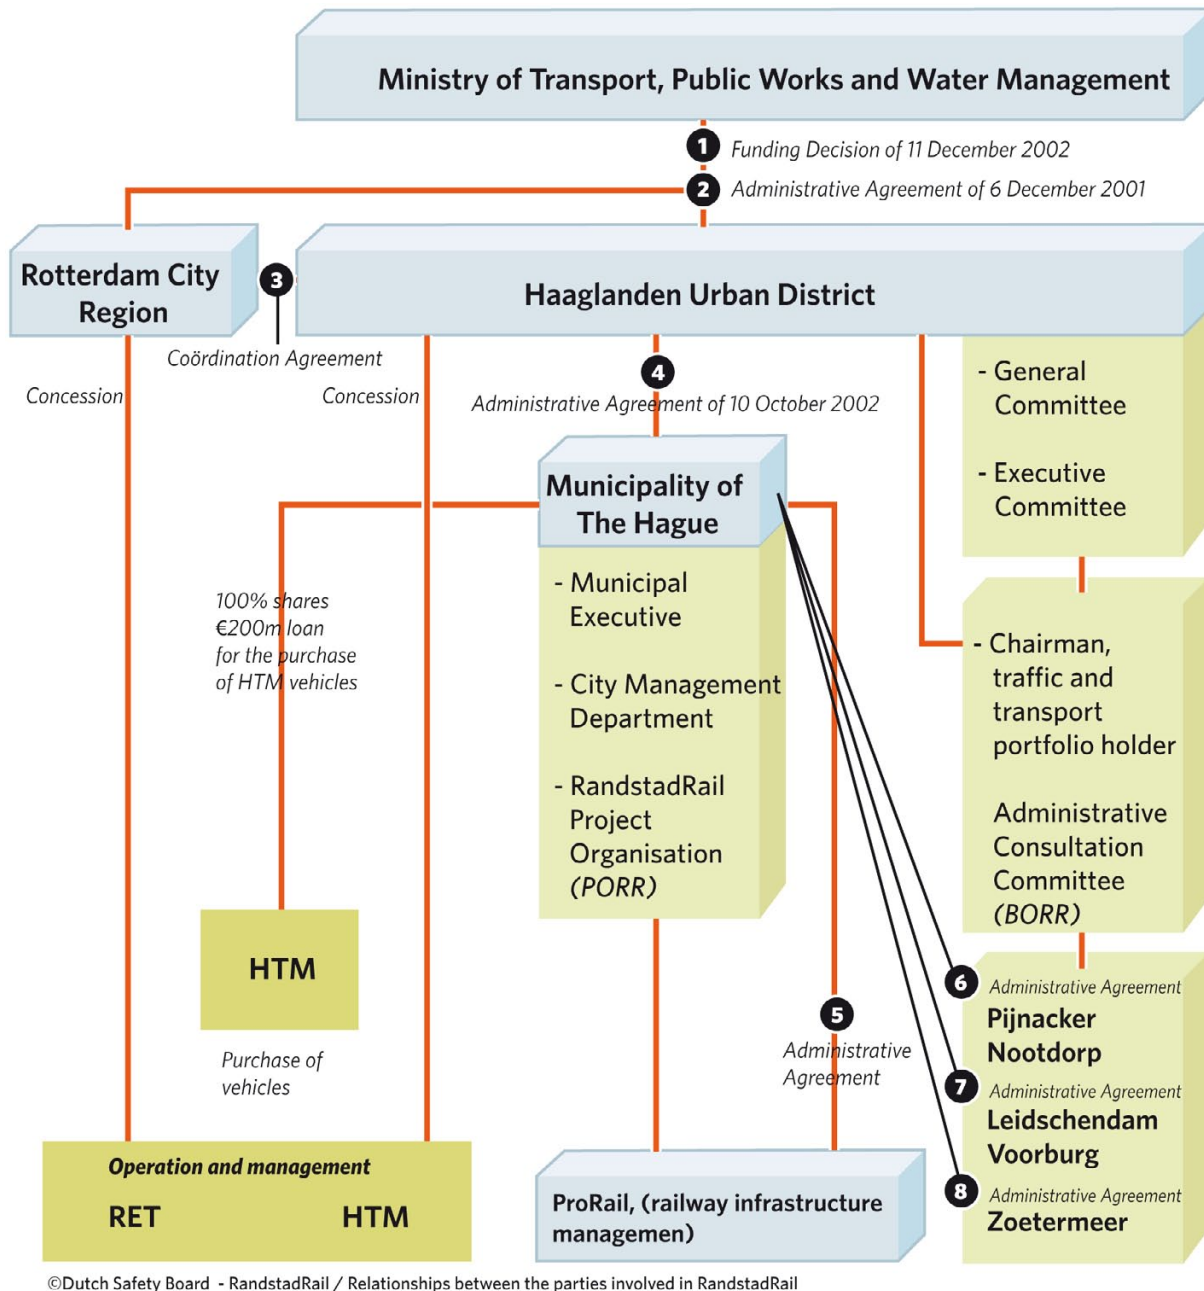 Ministry of Transport, Public Works and Water Management
1
Funding Decision of 11 December 2002
2
Administrative Agreement of 6 December 2001
Rotterdam City
Region
3
Haaglanden Urban District
Coördination Agreement
Concession
Concession
4
Administrative Agreement of 10 October 2002
- General
Committee
- Executive
Committee
Municipality of
The Hague
- Municipal
Executive
- City Management
Department
- RandstadRail
Project
Organisation
(PORR)
100% shares
€200m loan
for the purchase
of HTM vehicles
- Chairman,
traffic and
transport
portfolio holder
Administrative
Consultation
Committee
(BORR)
HTM
Purchase of
vehicles
5
Administrative
Agreement
6
Administrative Agreement
Pijnacker
Nootdorp
7
Administrative Agreement
Leidschendam
Voorburg
8
Administrative Agreement
Zoetermeer
Operation and management
RET
HTM
ProRail, (railway infrastructure
managemen)
©Dutch Safety Board - RandstadRail / Relationships between the parties involved in RandstadRail